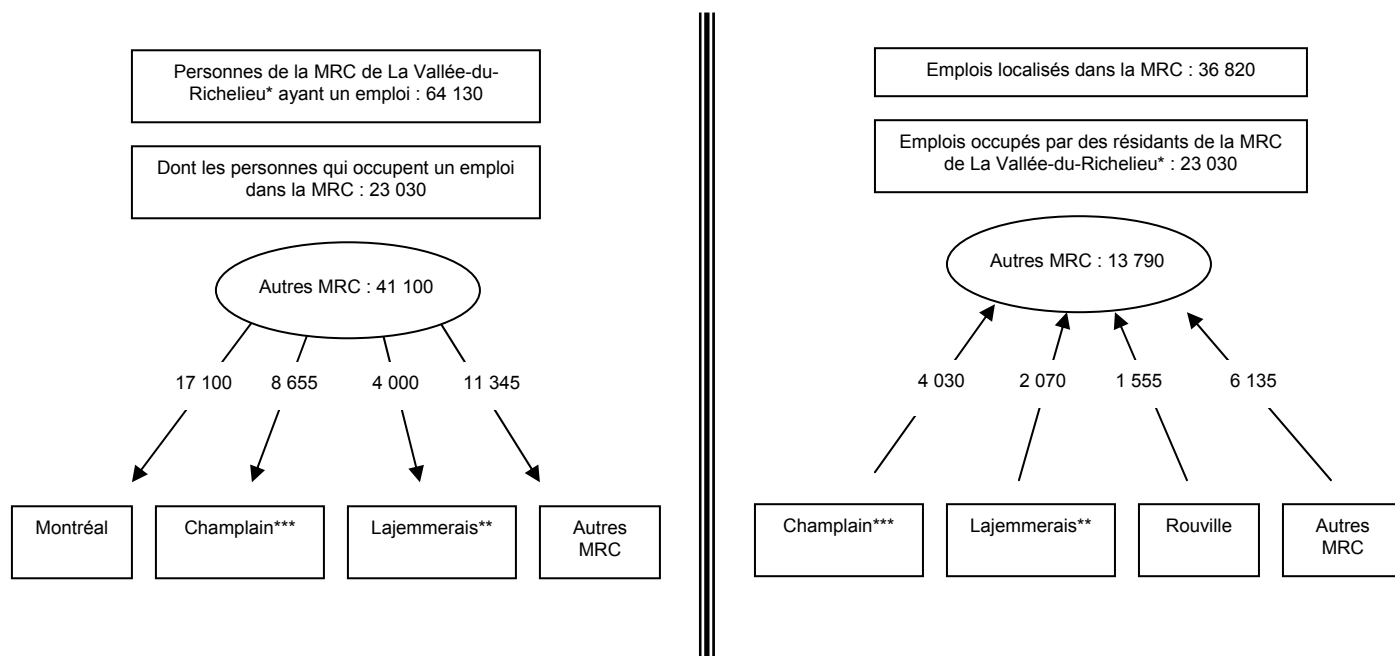 Personnes de la MRC de La Vallée-du-
Richelieu* ayant un emploi : 64 130
Dont les personnes qui occupent un emploi
dans la MRC : 23 030
Autres MRC : 41 100
17 100
8 655
4 000
11 345
Montréal
Champlain***
Lajemmerais**
Autres
MRC
Emplois localisés dans la MRC : 36 820
Emplois occupés par des résidants de la MRC
de La Vallée-du-Richelieu* : 23 030
Autres MRC : 13 790
4 030
2 070
1 555
6 135
Champlain***
Lajemmerais**
Rouville
Autres
MRC